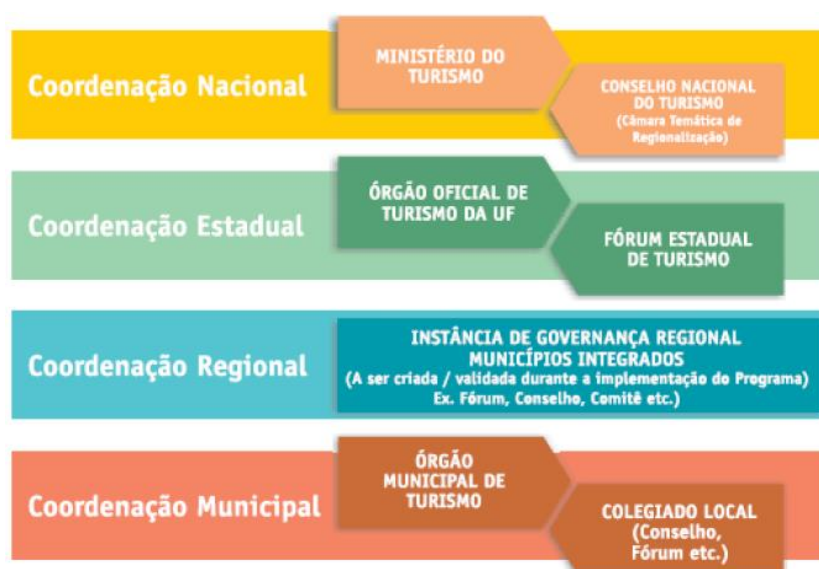 Coordenação Nacional
MINISTÉRIO DO
TURISMO
CONSELHO NACIONAL
DO TURISMO
(Câmara Temática de
Regionalização)
Coordenação Estadual
ÓRGÃO OFICIAL DE
TURISMO DA UF
FÓRUM ESTADUAL
DE TURISMO
Coordenação Regional
INSTÂNCIA DE GOVERNANÇA REGIONAL
MUNICÍPIOS INTEGRADOS
(A ser criada / validada durante a implementação do Programa)
Ex. Fórum, Conselho, Comitê etc.)
Coordenação Municipal
ÓRGÃO
MUNICIPAL DE
TURISMO
COLEGIADO LOCAL
(Conselho,
Fórum etc.)